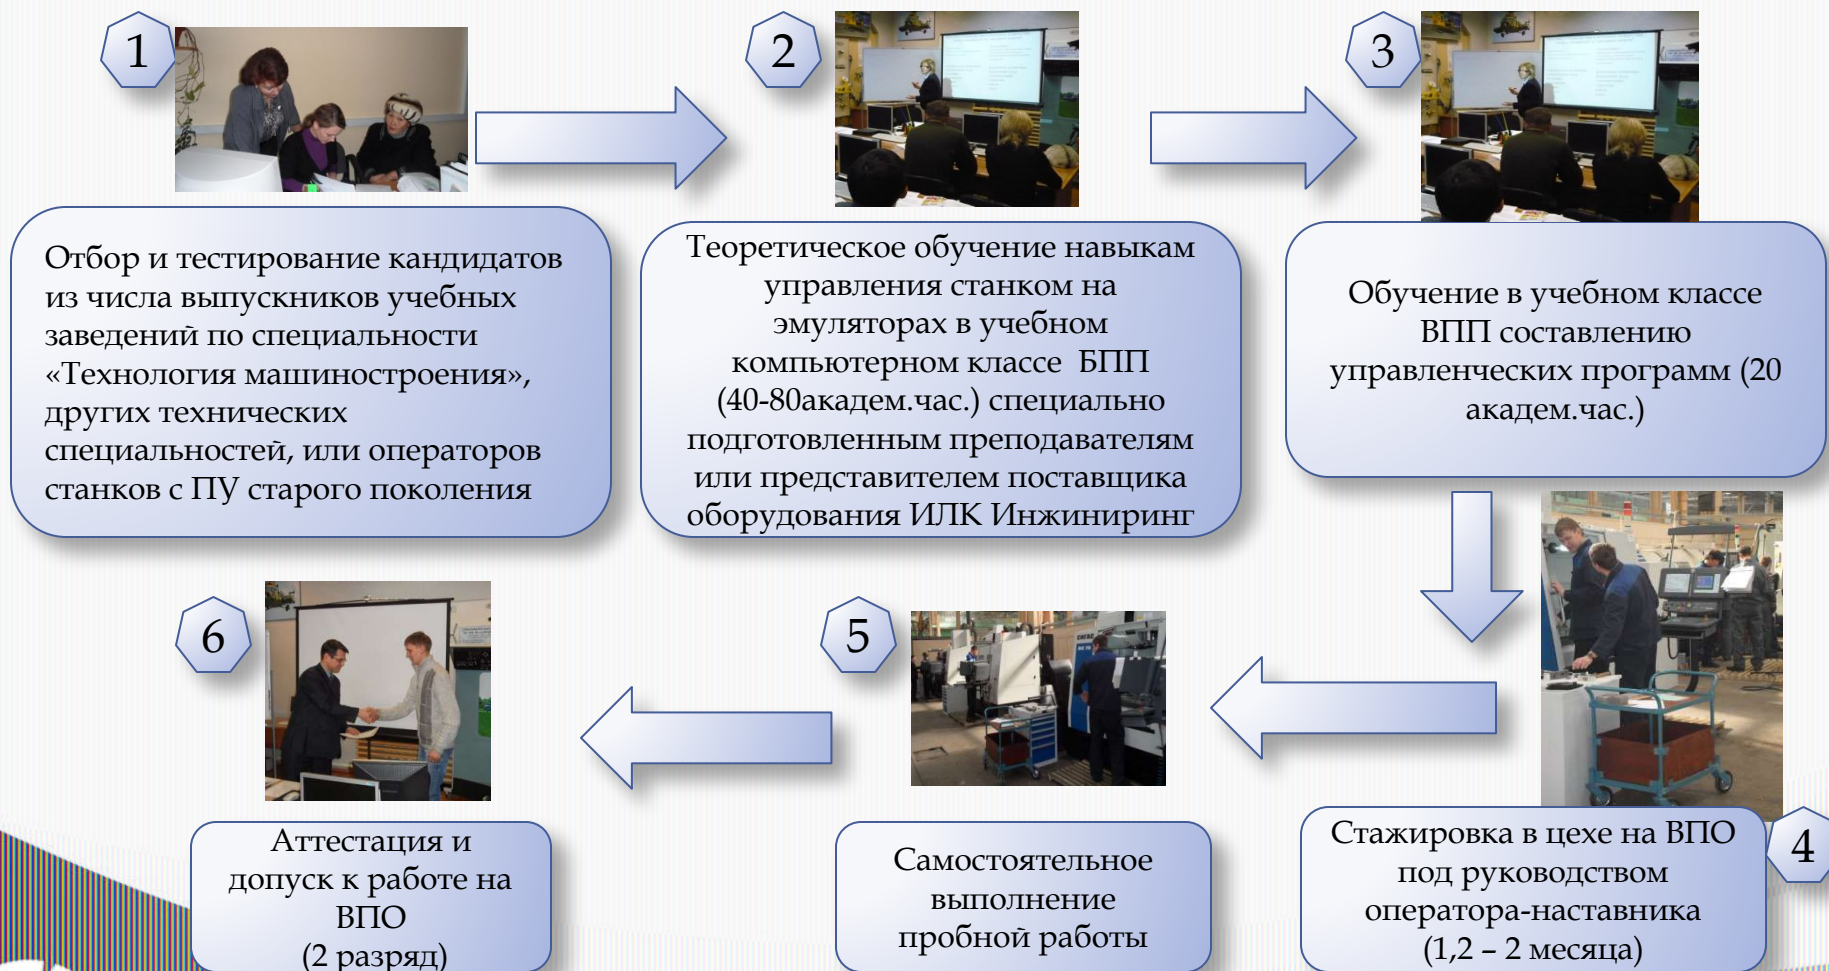 1
Отбор и тестирование кандидатов
из числа выпускников учебных
заведений по специальности
«Технология машиностроения»,
других технических
специальностей, или операторов
станков с ПУ старого поколения
2
Теоретическое обучение навыкам
управления станком на
эмуляторах в учебном
компьютерном классе БПП
(40-80академ.час.) специально
подготовленным преподавателям
или представителем поставщика
оборудования ИЛК Инжиниринг
3
Обучение в учебном классе
ВПП составлению
управленческих программ (20
академ.час.)
4
Стажировка в цехе на ВПО
под руководством
оператора-наставника
(1,2 – 2 месяца)
5
Самостоятельное
выполнение
пробной работы
6
Аттестация и
допуск к работе на
ВПО
(2 разряд)